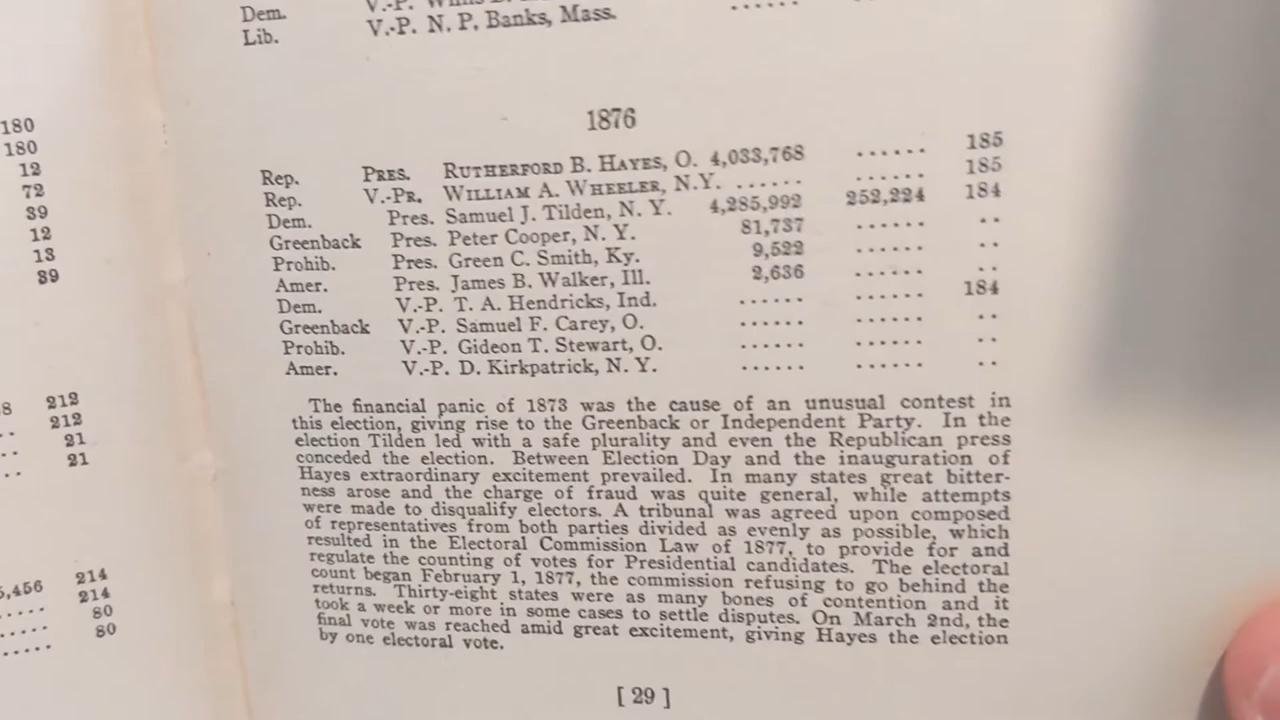 Dem. V.-P.
Lib. V.-P. N. P. Banks, Mass. ......
1876
Rep. PRES. RUTHERFORD B. HAYES, O. 4,033,768 ...... 185
Rep. V.-PR. WILLIAM A. WHEELER, N.Y. ...... ...... 185
Dem. Pres. Samuel J. Tilden, N. Y. 4,285,992 252,224 184
Greenback Pres. Peter Cooper, N. Y. 81,737 ...... ..
Prohib. Pres. Green C. Smith, Ky. 9,522 ...... ..
Amer. Pres. James B. Walker, Ill. 2,636 ...... ..
Dem. V.-P. T. A. Hendricks, Ind. ...... ...... 184
Greenback V.-P. Samuel F. Carey, O. ...... ...... ..
Prohib. V.-P. Gideon T. Stewart, O. ...... ...... ..
Amer. V.-P. D. Kirkpatrick, N. Y. ...... ...... ..
The financial panic of 1873 was the cause of an unusual contest in
this election, giving rise to the Greenback or Independent Party. In the
election Tilden led with a safe plurality and even the Republican press
conceded the election. Between Election Day and the inauguration of
Hayes extraordinary excitement prevailed. In many states great bitter-
ness arose and the charge of fraud was quite general, while attempts
were made to disqualify electors. A tribunal was agreed upon composed
of representatives from both parties divided as evenly as possible, which
resulted in the Electoral Commission Law of 1877, to provide for and
regulate the counting of votes for Presidential candidates. The electoral
count began February 1, 1877, the commission refusing to go behind the
returns. Thirty-eight states were as many bones of contention and it
took a week or more in some cases to settle disputes. On March 2nd, the
final vote was reached amid great excitement, giving Hayes the election
by one electoral vote.
[ 29 ]
180
180
12
72
39
12
13
39
8 212
.. 212
.. 21
.. 21
5,456 214
..... 214
..... 80
..... 80